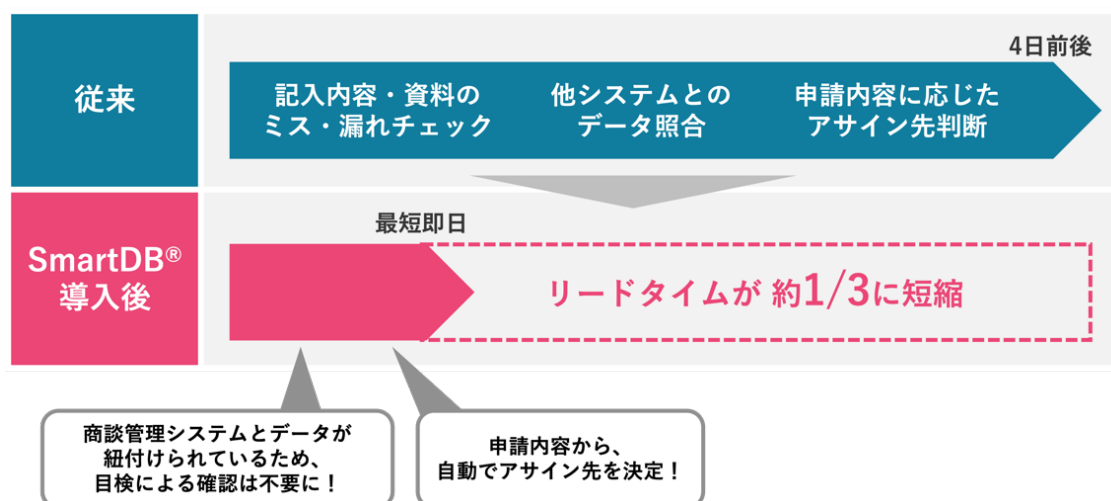 4日前後
従来
記入内容・資料の
ミス・漏れチェック
他システムとの
データ照合
申請内容に応じた
アサイン先判断
最短即日
SmartDB®
導入後
リードタイムが 約1/3に短縮
商談管理システムとデータが
紐付けられているため、
目検による確認は不要に！
申請内容から、
自動でアサイン先を決定！